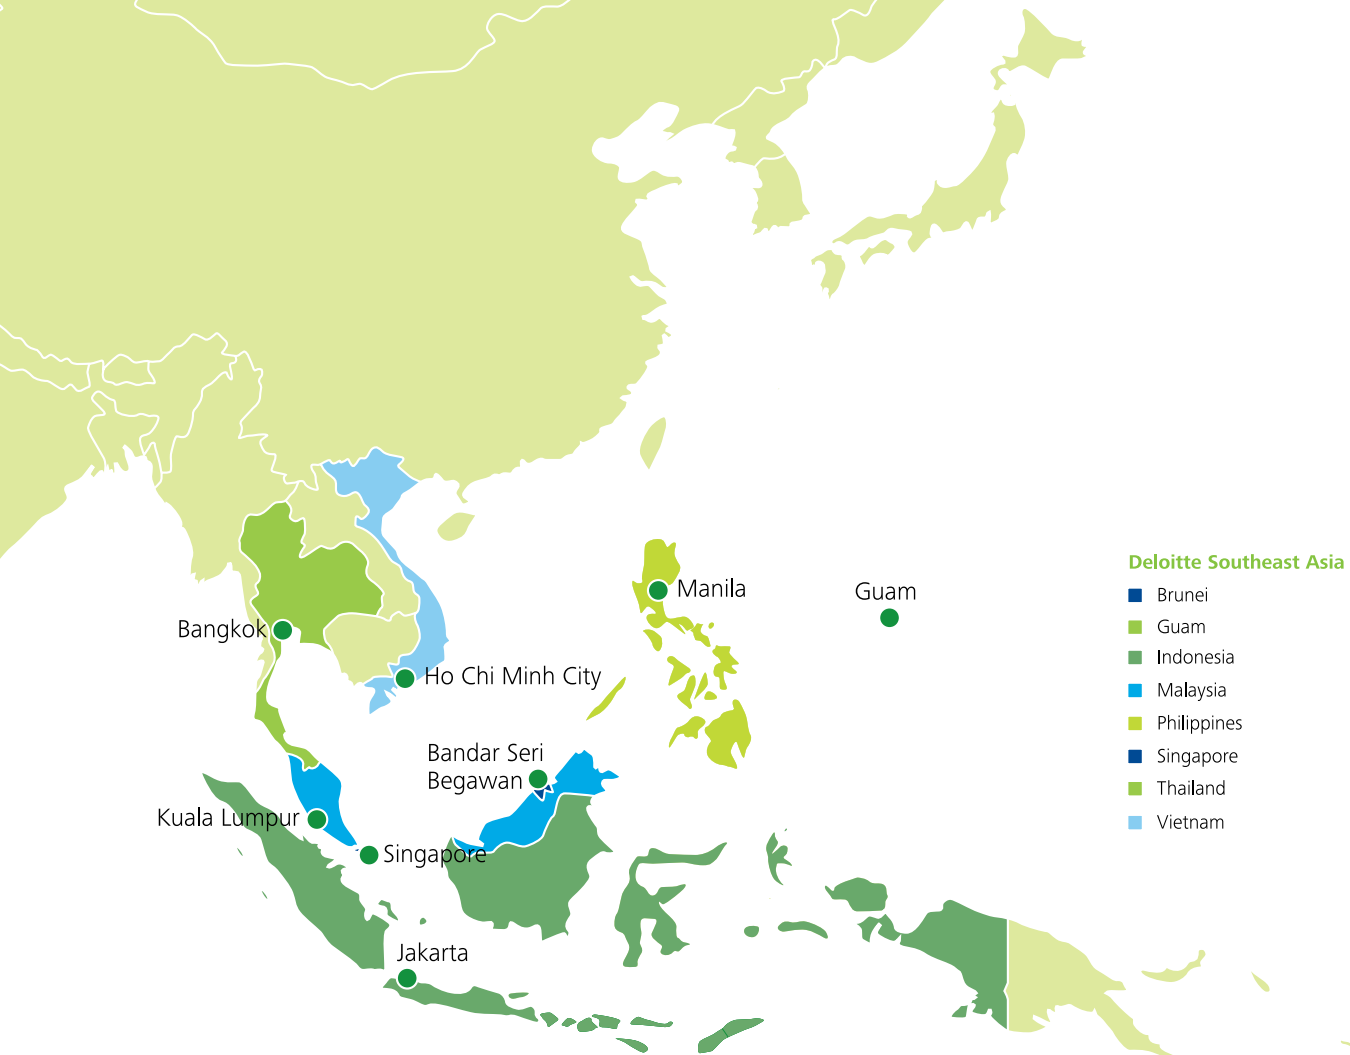 Manila
Guam
Bangkok
Ho Chi Minh City
Bandar Seri
Begawan
Kuala Lumpur
Singapore
Jakarta
Deloitte Southeast Asia
Brunei
Guam
Indonesia
Malaysia
Philippines
Singapore
Thailand
Vietnam